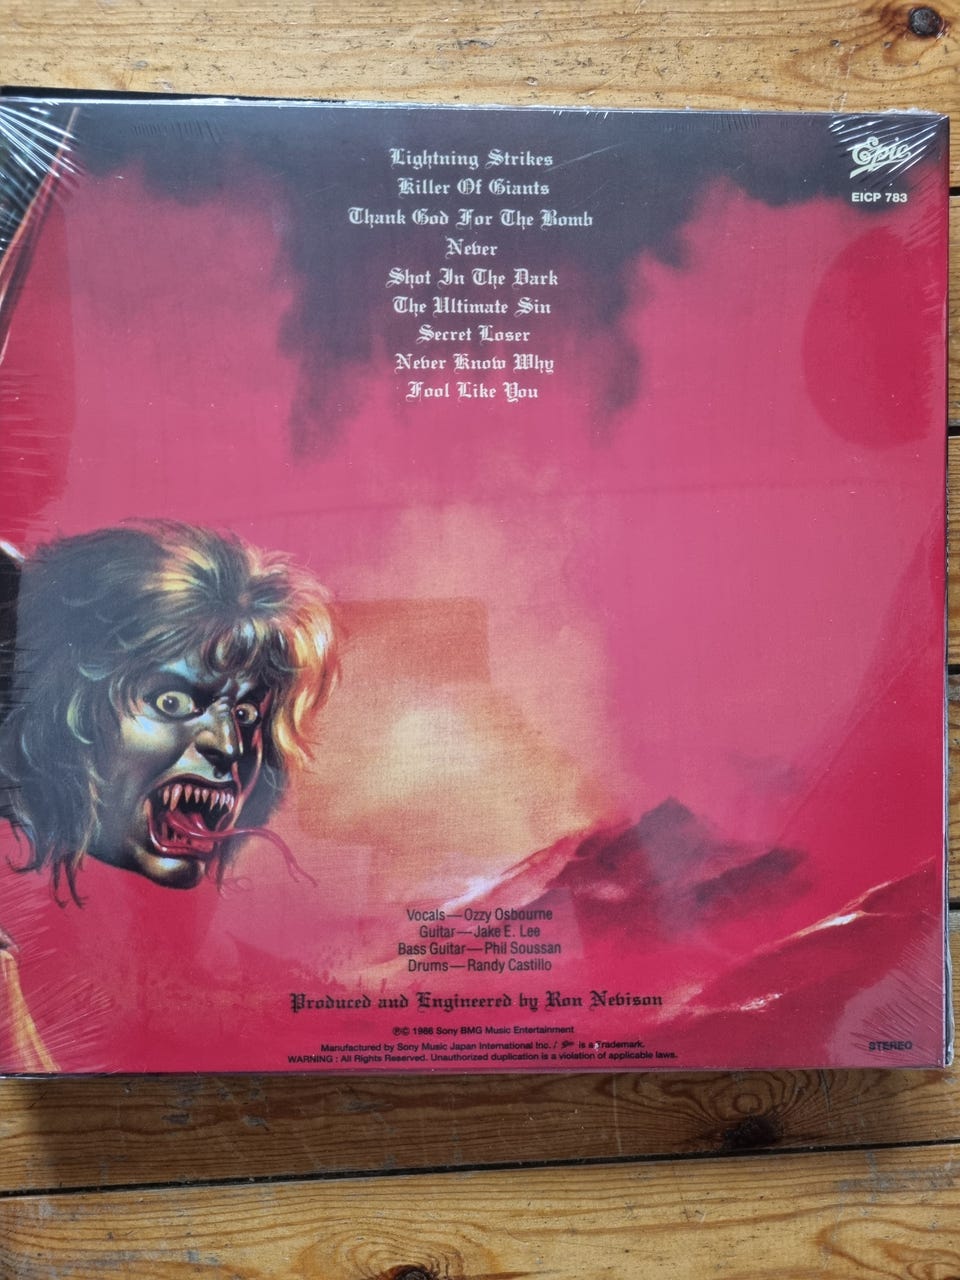 Lightning Strikes
Epic
Killer Of Giants
EICP 783
Thank God For The Bomb
Never
Shot In The Dark
The Ultimate Sin
Secret Loser
Never Know Why
Fool Like You
Vocals—Ozzy Osbourne
Guitar—Jake E. Lee
Bass Guitar—Phil Soussan
Drums—Randy Castillo
Produced and Engineered by Ron Nevison
℗© 1986 Sony BMG Music Entertainment
Manufactured by Sony Music Japan International Inc. / Epic is a Trademark.
WARNING : All Rights Reserved. Unauthorized duplication is a violation of applicable laws.
STEREO